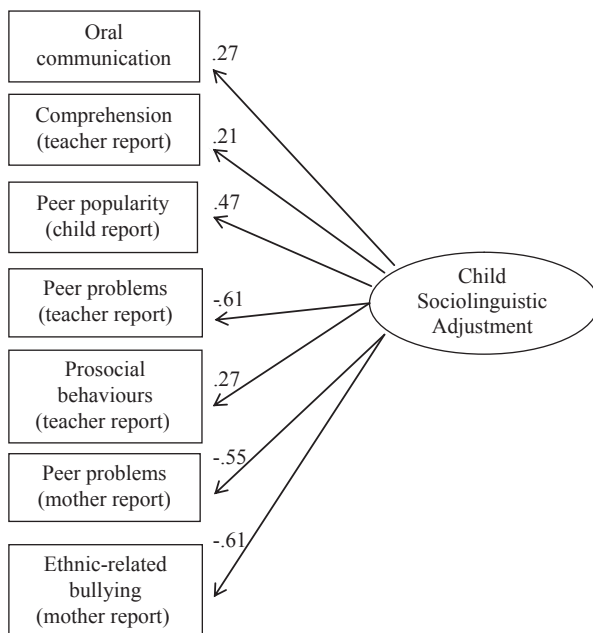 Oral
communication
.27
Comprehension
(teacher report)
.21
Peer popularity
(child report)
.47
Peer problems
(teacher report)
-.61
Prosocial
behaviours
(teacher report)
.27
Peer problems
(mother report)
-.55
Ethnic-related
bullying
(mother report)
-.61
Child
Sociolinguistic
Adjustment